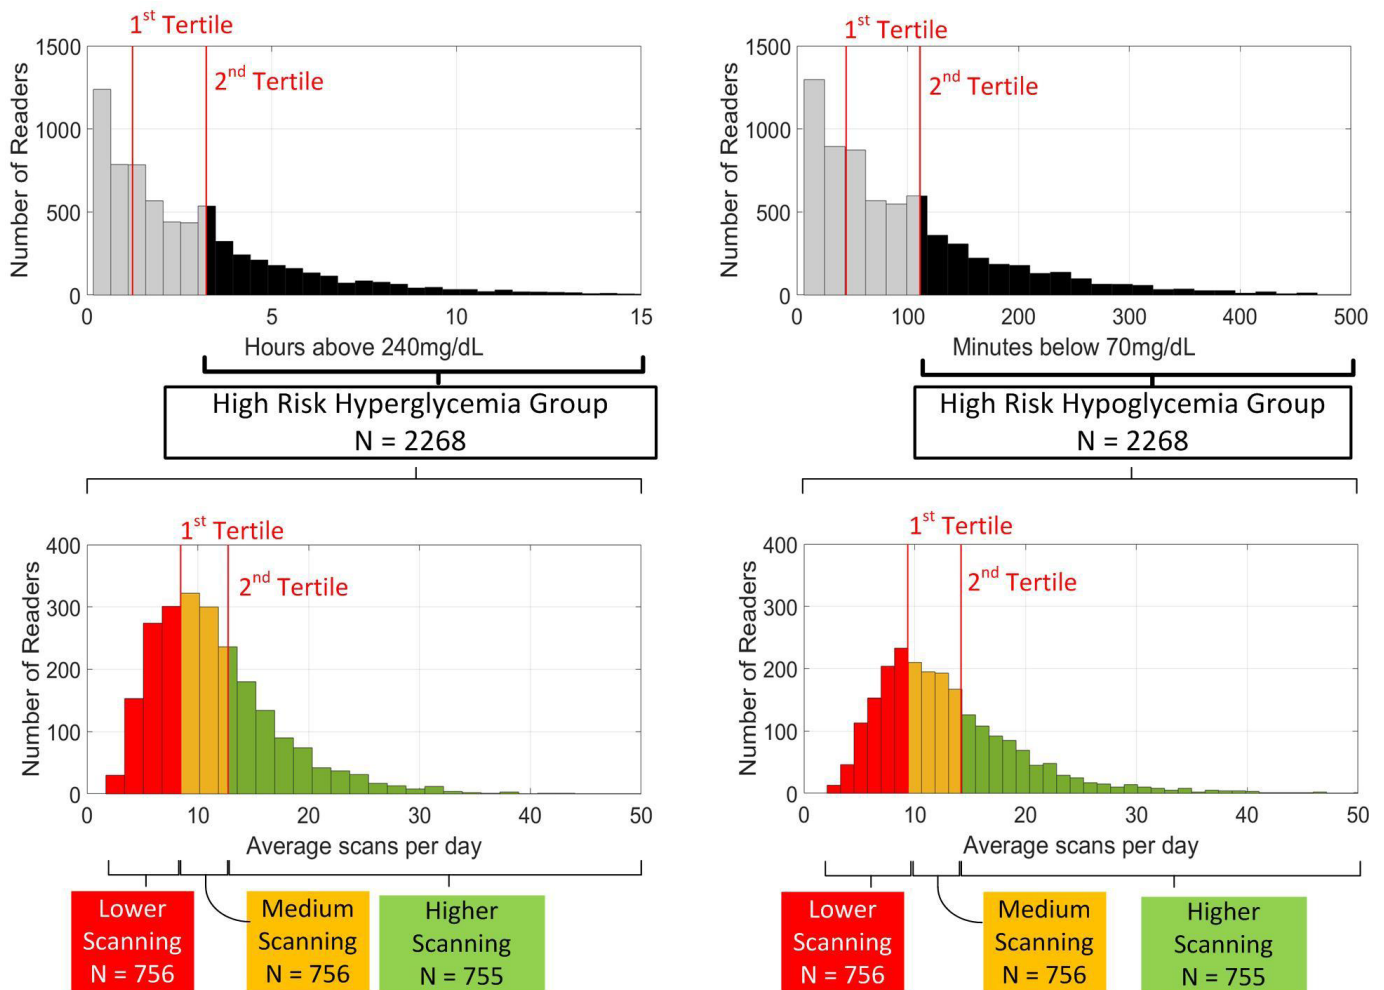 1st Tertile
2nd Tertile
Number of Readers
1500
1000
500
0
0 5 10 15
Hours above 240mg/dL
High Risk Hyperglycemia Group
N = 2268
1st Tertile
2nd Tertile
Number of Readers
1500
1000
500
0
0 100 200 300 400 500
Minutes below 70mg/dL
High Risk Hypoglycemia Group
N = 2268
1st Tertile
2nd Tertile
Number of Readers
400
300
200
100
0
0 10 20 30 40 50
Average scans per day
Lower
Scanning
N = 756
Medium
Scanning
N = 756
Higher
Scanning
N = 755
1st Tertile
2nd Tertile
Number of Readers
400
300
200
100
0
0 10 20 30 40 50
Average scans per day
Lower
Scanning
N = 756
Medium
Scanning
N = 756
Higher
Scanning
N = 755